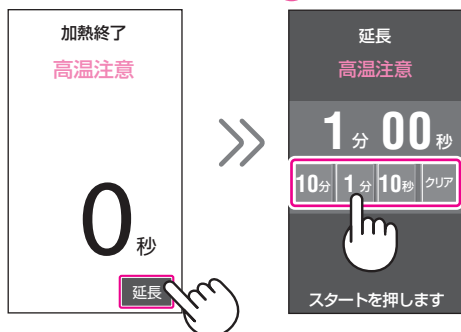 加熱終了
高温注意
0秒
延長
延長
高温注意
1分00秒
10分 1分 10秒 クリア
スタートを押します